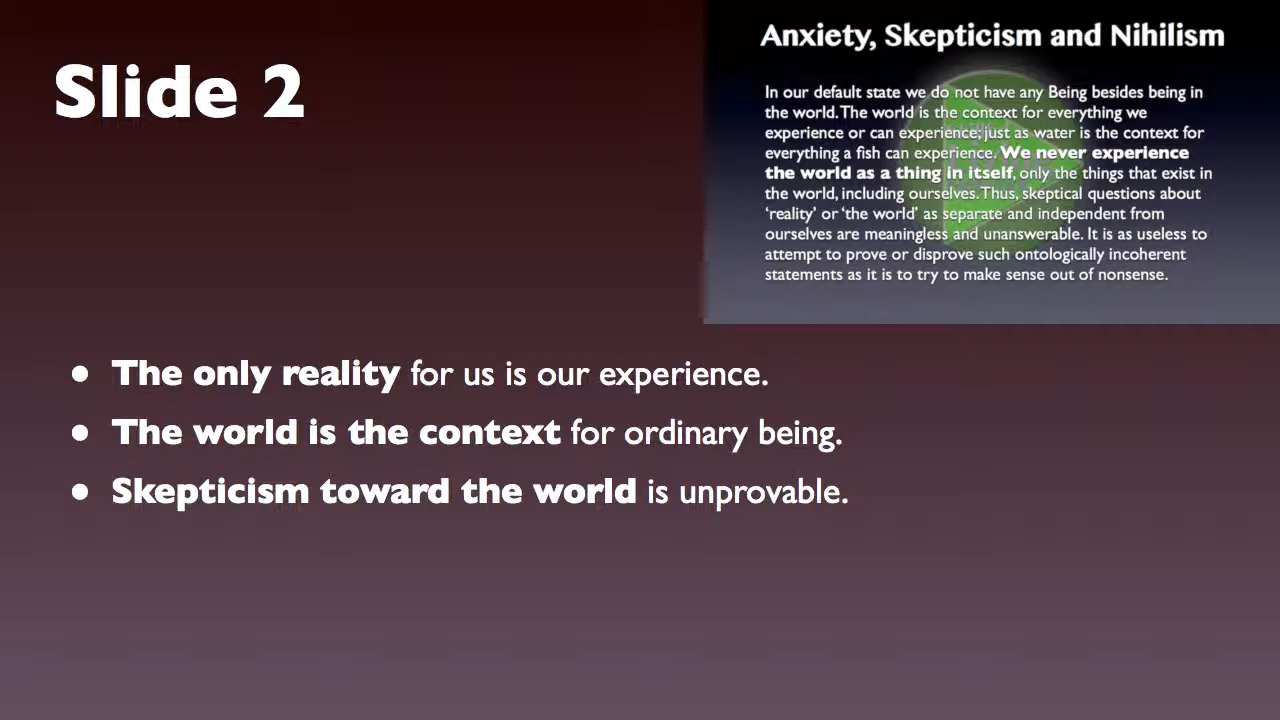 Slide 2
Anxiety, Skepticism and Nihilism
In our default state we do not have any Being besides being in
the world. The world is the context for everything we
experience or can experience; just as water is the context for
everything a fish can experience. We never experience
the world as a thing in itself, only the things that exist in
the world, including ourselves. Thus, skeptical questions about
‘reality’ or ‘the world’ as separate and independent from
ourselves are meaningless and unanswerable. It is as useless to
attempt to prove or disprove such ontologically incoherent
statements as it is to try to make sense out of nonsense.
• The only reality for us is our experience.
• The world is the context for ordinary being.
• Skepticism toward the world is unprovable.